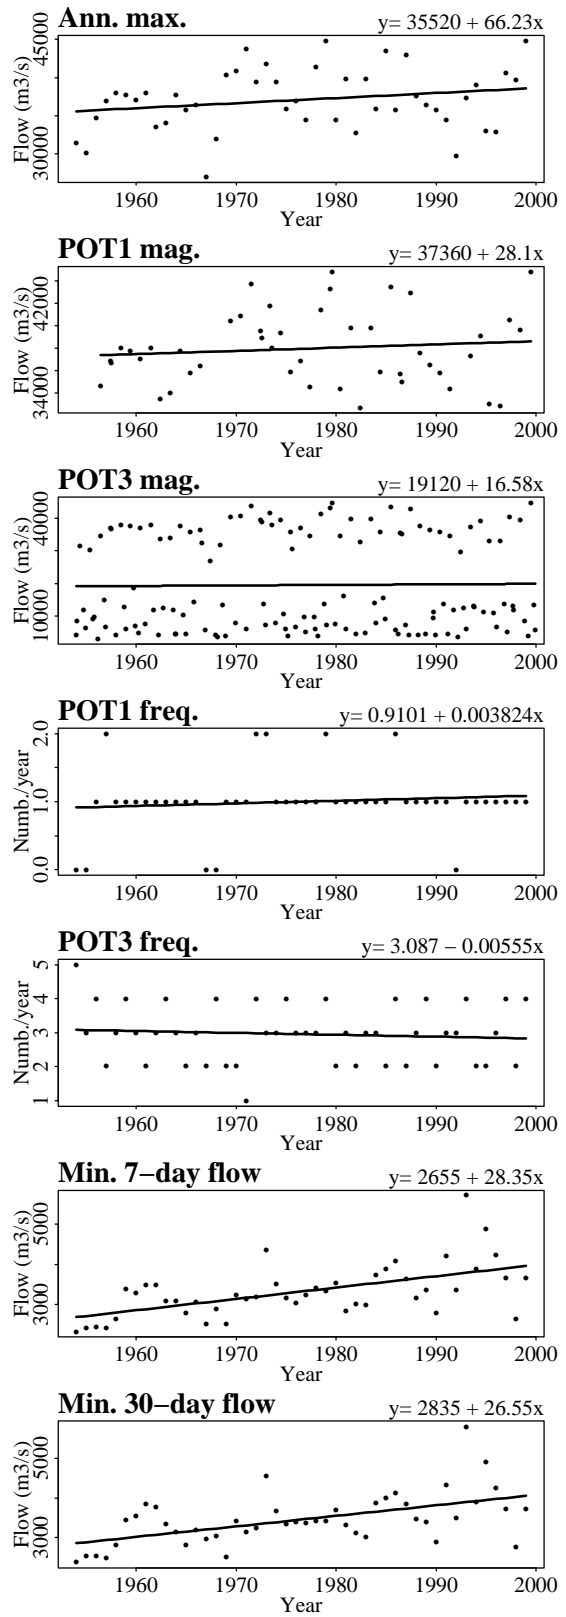 Ann. max.
y= 35520 + 66.23x
Flow (m3/s)
45000
30000
1960 1970 1980 1990 2000
Year
POT1 mag.
y= 37360 + 28.1x
Flow (m3/s)
42000
34000
1960 1970 1980 1990 2000
Year
POT3 mag.
y= 19120 + 16.58x
Flow (m3/s)
40000
10000
1960 1970 1980 1990 2000
Year
POT1 freq.
y= 0.9101 + 0.003824x
Numb./year
2.0
1.0
0.0
1960 1970 1980 1990 2000
Year
POT3 freq.
y= 3.087 − 0.00555x
Numb./year
5
4
3
2
1
1960 1970 1980 1990 2000
Year
Min. 7−day flow
y= 2655 + 28.35x
Flow (m3/s)
5000
3000
1960 1970 1980 1990 2000
Year
Min. 30−day flow
y= 2835 + 26.55x
Flow (m3/s)
5000
3000
1960 1970 1980 1990 2000
Year